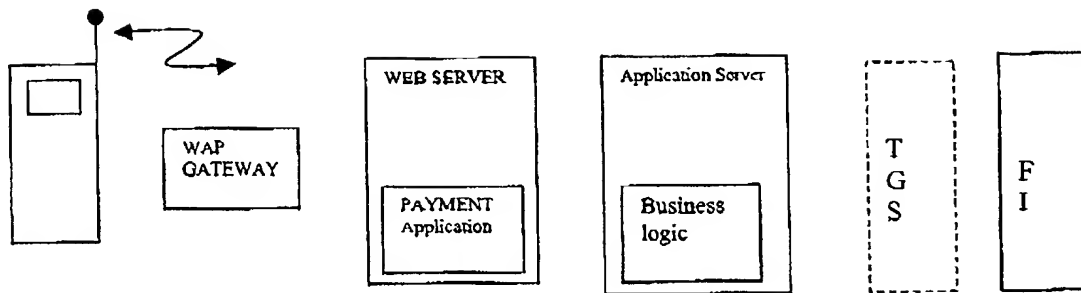 WAP
GATEWAY
WEB SERVER
PAYMENT
Application
Application Server
Business
logic
T
G
S
F
I